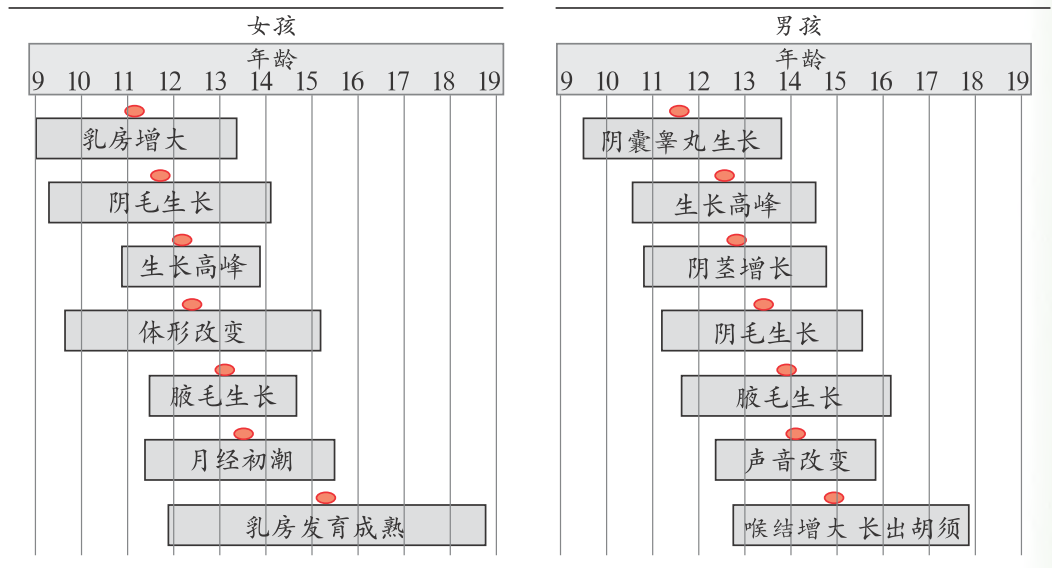 女孩
年龄
9 10 11 12 13 14 15 16 17 18 19
乳房增大
阴毛生长
生长高峰
体形改变
腋毛生长
月经初潮
乳房发育成熟
男孩
年龄
9 10 11 12 13 14 15 16 17 18 19
阴囊睾丸生长
生长高峰
阴茎增长
阴毛生长
腋毛生长
声音改变
喉结增大 长出胡须